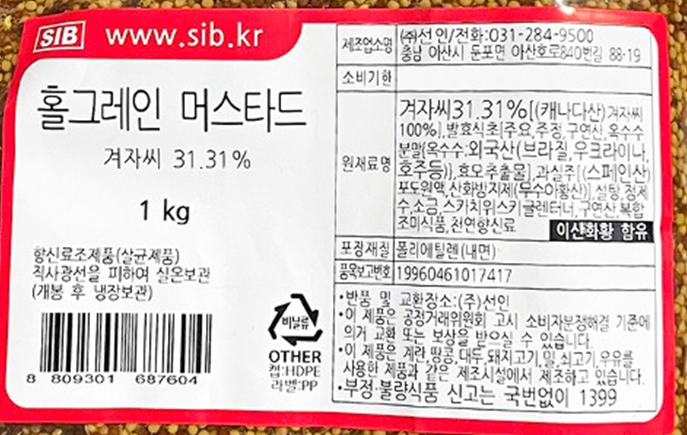 SIB www.sib.kr
홀그레인 머스타드
겨자씨 31.31%
1 kg
향신료조제품(살균제품)
직사광선을 피하여 실온보관
(개봉 후 냉장보관)
8 809301 687604
비닐류
OTHER
캡:HDPE
라벨:PP
제조업소명
(주)선인/전화:031-284-9500
충남 아산시 둔포면 아산호로840번길 88-19
소비기한
원재료명
겨자씨31.31%[(캐나다산)겨자씨
100%],발효식초[주요,주정,구연산,옥수수
분말(옥수수:외국산(브라질,우크라이나,
호주등)),효모추출물],과실주[(스페인산)
포도원액,산화방지제(무수아황산)],설탕,정제
수,소금,스카치위스키글렌터너,구연산,복합
조미식품,천연향신료
이산화황 함유
포장재질
폴리에틸렌(내면)
품목보고번호
19960461017417
•반품 및 교환장소:(주)선인
•이 제품은 공정거래위원회 고시 소비자분쟁해결 기준에
의거 교환 또는 보상을 받으실 수 있습니다.
•이 제품은 계란,땅콩,대두,돼지고기,밀,쇠고기,우유를
사용한 제품과 같은 제조시설에서 제조하고 있습니다.
•부정·불량식품 신고는 국번없이 1399